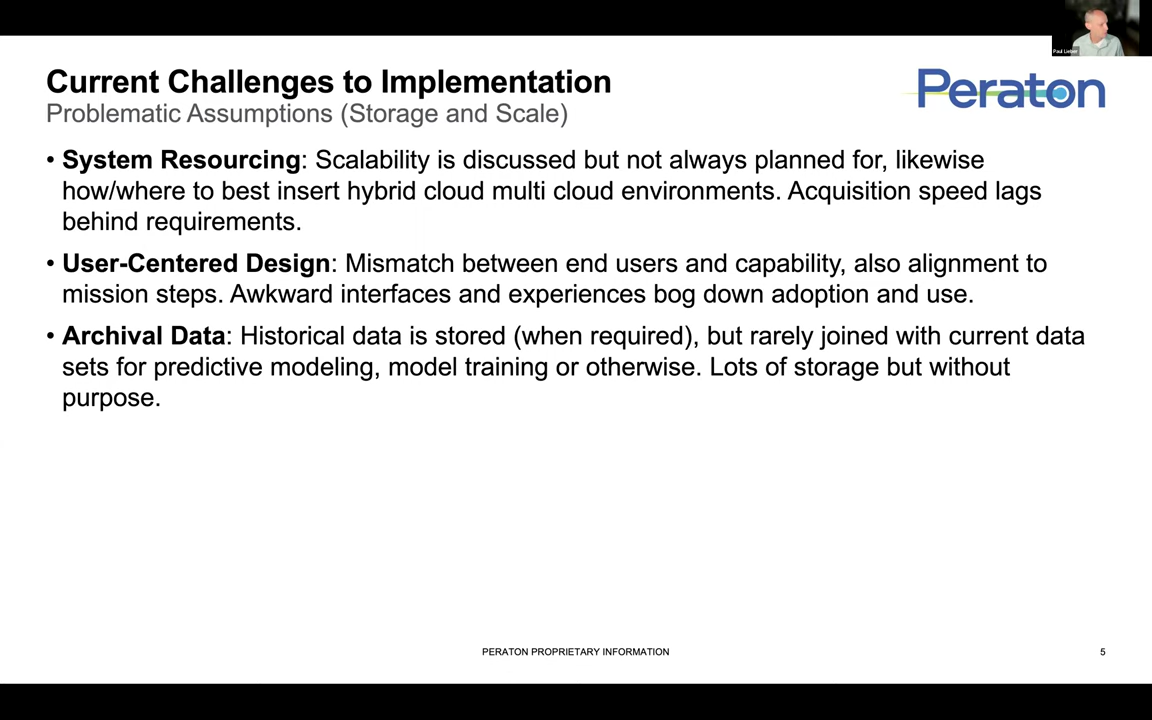 Paul Lieber
Current Challenges to Implementation
Peraton
Problematic Assumptions (Storage and Scale)
• System Resourcing: Scalability is discussed but not always planned for, likewise
how/where to best insert hybrid cloud multi cloud environments. Acquisition speed lags
behind requirements.
• User-Centered Design: Mismatch between end users and capability, also alignment to
mission steps. Awkward interfaces and experiences bog down adoption and use.
• Archival Data: Historical data is stored (when required), but rarely joined with current data
sets for predictive modeling, model training or otherwise. Lots of storage but without
purpose.
PERATON PROPRIETARY INFORMATION
5